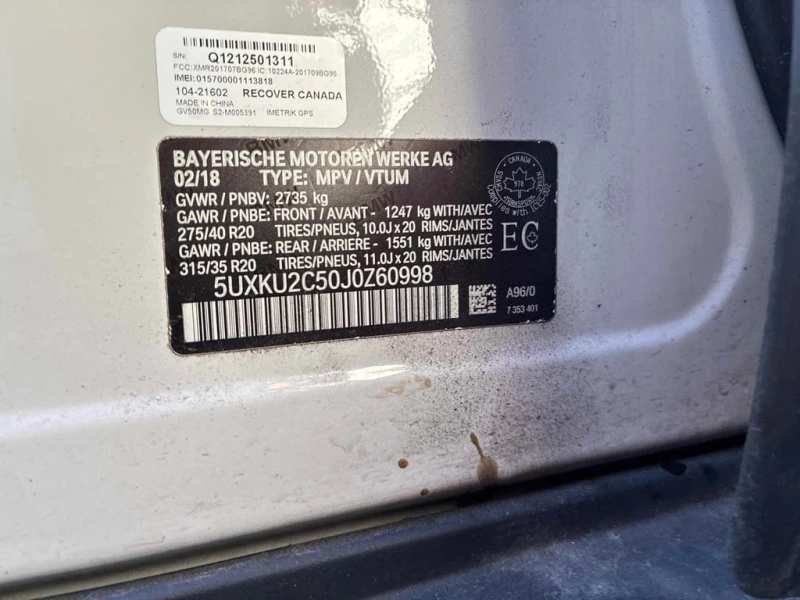 S/N: Q1212501311
FCC:XMR201707BG96 IC:10224A-201709BG96
IMEI:015700001113818
104-21602 RECOVER CANADA
MADE IN CHINA
GV50MG S2-M005391 IMETRIK GPS
BAYERISCHE MOTOREN WERKE AG
02/18 TYPE: MPV / VTUM
GVWR / PNBV: 2735 kg
GAWR / PNBE: FRONT / AVANT - 1247 kg WITH/AVEC
275/40 R20 TIRES/PNEUS, 10.0J x 20 RIMS/JANTES
GAWR / PNBE: REAR / ARRIERE - 1551 kg WITH/AVEC
315/35 R20 TIRES/PNEUS, 11.0J x 20 RIMS/JANTES
5UXKU2C50J0Z60998
CANADA
978
TRANSPORT
EC
A96/0
7 353 401